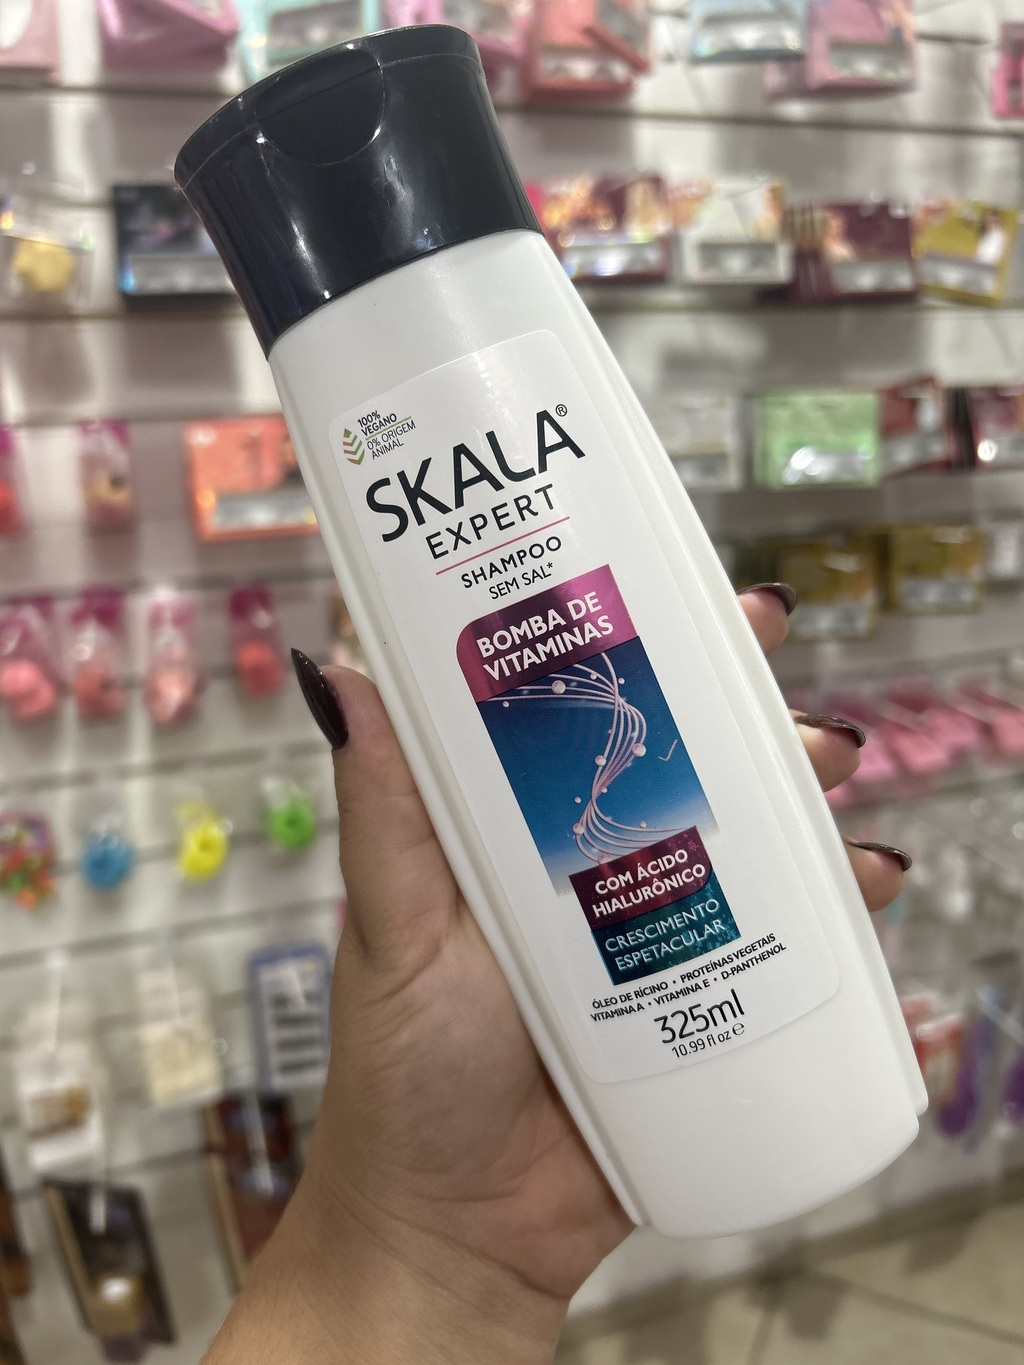 100%
VEGANO
0% ORIGEM
ANIMAL
SKALA®
EXPERT
SHAMPOO
SEM SAL*
BOMBA DE
VITAMINAS
COM ÁCIDO
HIALURÔNICO
CRESCIMENTO
ESPETACULAR
ÓLEO DE RÍCINO • PROTEÍNAS VEGETAIS
VITAMINA A • VITAMINA E • D-PANTHENOL
325ml
10.99 fl oz ℮